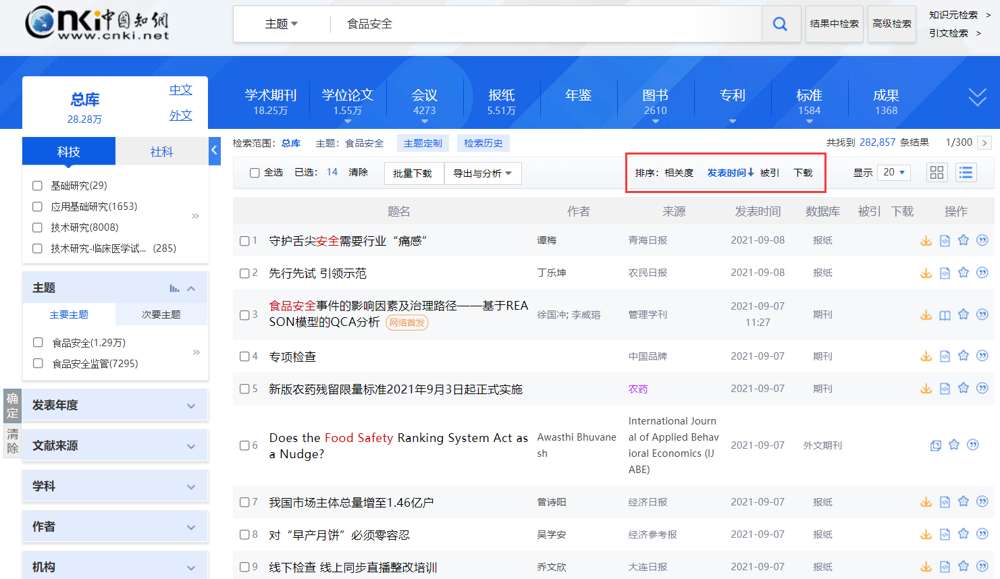 cnki中国知网
www.cnki.net
主题
食品安全
结果中检索
高级检索
知识元检索 >
引文检索 >
总库
28.28万
中文
外文
学术期刊
18.25万
学位论文
1.55万
会议
4273
报纸
5.51万
年鉴
图书
2610
专利
标准
1584
成果
1368
科技
社科
基础研究(29)
应用基础研究(1653)
技术研究(8008)
技术研究-临床医学试... (285)
主题
主要主题
次要主题
食品安全(1.29万)
食品安全监管(7295)
确定
清除
发表年度
文献来源
学科
作者
机构
检索范围：总库 主题：食品安全 主题定制 检索历史
共找到 282,857 条结果 1/300
全选 已选：14 清除 批量下载 导出与分析
排序：相关度 发表时间↓ 被引 下载
显示 20
题名 作者 来源 发表时间 数据库 被引 下载 操作
1 守护舌尖安全需要行业“痛感” 谭梅 青海日报 2021-09-08 报纸
2 先行先试 引领示范 丁乐坤 农民日报 2021-09-08 报纸
3 食品安全事件的影响因素及治理路径——基于REA
SON模型的QCA分析 网络首发
徐国冲; 李威瑢 管理学刊
2021-09-07
11:27
期刊
4 专项检查 中国品牌 2021-09-07 期刊
5 新版农药残留限量标准2021年9月3日起正式实施 农药 2021-09-07 期刊
6 Does the Food Safety Ranking System Act as
a Nudge?
Awasthi Bhuvane
sh
International Journ
al of Applied Behav
ioral Economics (IJ
ABE)
2021-09-07 外文期刊
7 我国市场主体总量增至1.46亿户 曾诗阳 经济日报 2021-09-07 报纸
8 对“早产月饼”必须零容忍 吴学安 经济参考报 2021-09-07 报纸
9 线下检查 线上同步直播整改培训 乔文欣 大连日报 2021-09-07 报纸